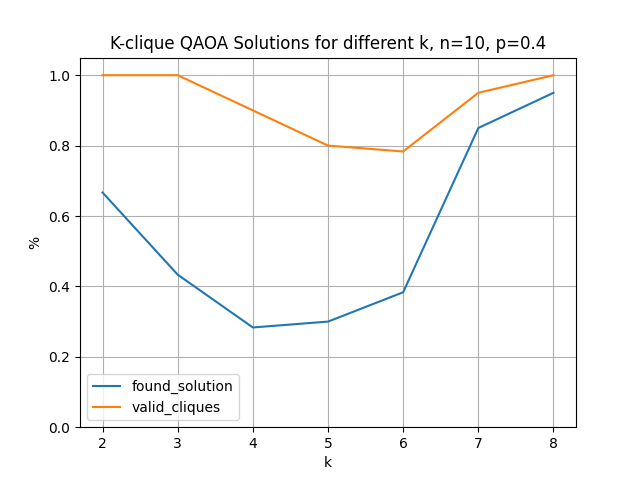 K-clique QAOA Solutions for different k, n=10, p=0.4
1.0
0.8
0.6
%
0.4
0.2
0.0
found_solution
valid_cliques
2 3 4 5 6 7 8
k